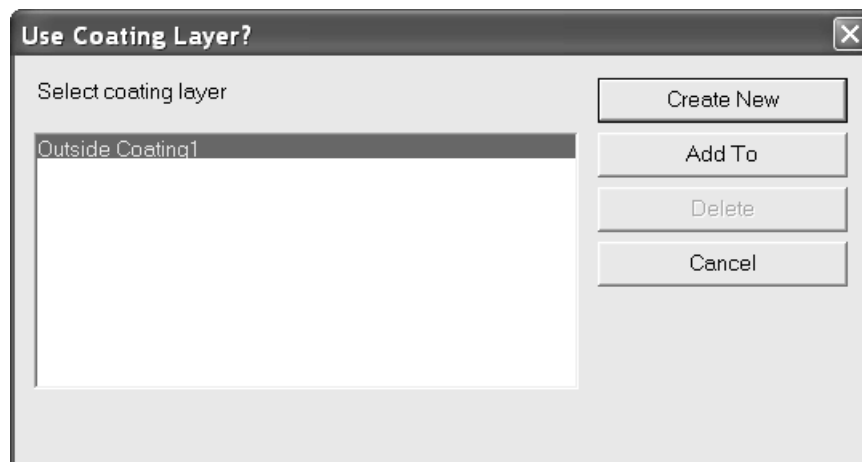 Use Coating Layer?
Select coating layer
Outside Coating1
Create New
Add To
Delete
Cancel